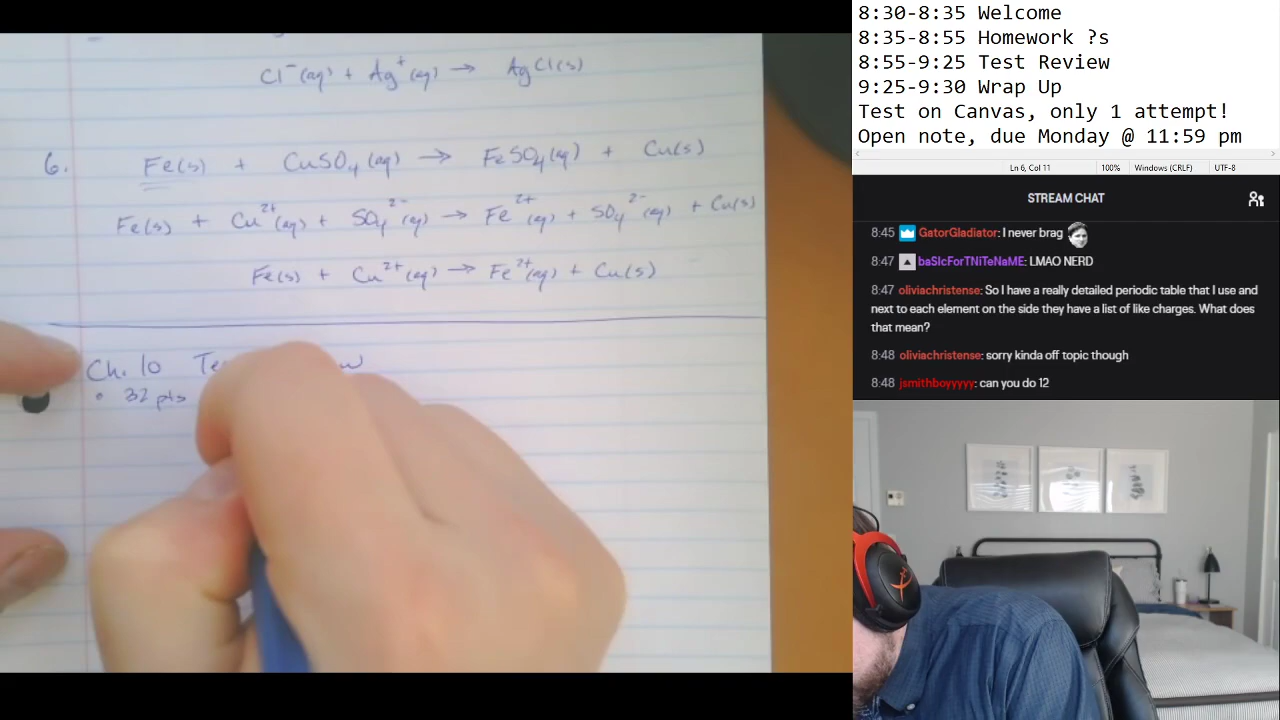 Cl⁻(aq) + Ag⁺(aq) → AgCl(s)
6. Fe(s) + CuSO₄(aq) → FeSO₄(aq) + Cu(s)
Fe(s) + Cu²⁺(aq) + SO₄²⁻(aq) → Fe²⁺(aq) + SO₄²⁻(aq) + Cu(s)
Fe(s) + Cu²⁺(aq) → Fe²⁺(aq) + Cu(s)
Ch. 10
• 32 pts
8:30-8:35 Welcome
8:35-8:55 Homework ?s
8:55-9:25 Test Review
9:25-9:30 Wrap Up
Test on Canvas, only 1 attempt!
Open note, due Monday @ 11:59 pm
Ln 6, Col 11 100% Windows (CRLF) UTF-8
STREAM CHAT
8:45 GatorGladiator: I never brag
8:47 baSIcForTNiTeNaME: LMAO NERD
8:47 oliviachristense: So I have a really detailed periodic table that I use and
next to each element on the side they have a list of like charges. What does
that mean?
8:48 oliviachristense: sorry kinda off topic though
8:48 jsmithboyyyyy: can you do 12